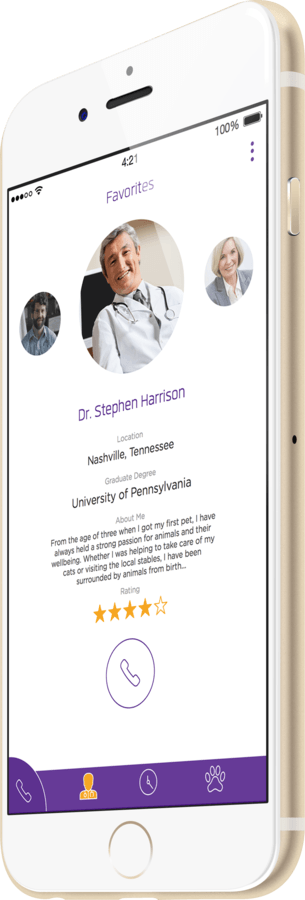 100%
4:21
Favorites
Dr. Stephen Harrison
Location
Nashville, Tennessee
Graduate Degree
University of Pennsylvania
About Me
From the age of three when I got my first pet, I have
always held a strong passion for animals and their
wellbeing. Whether I was helping to take care of my
cats or visiting the local stables, I have been
surrounded by animals from birth...
Rating